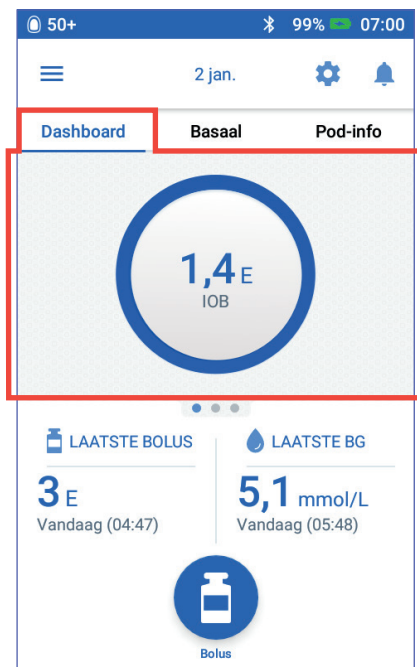 50+ 99% 07:00
2 jan.
Dashboard Basaal Pod-info
1,4 E
IOB
LAATSTE BOLUS LAATSTE BG
3 E 5,1 mmol/L
Vandaag (04:47) Vandaag (05:48)
Bolus